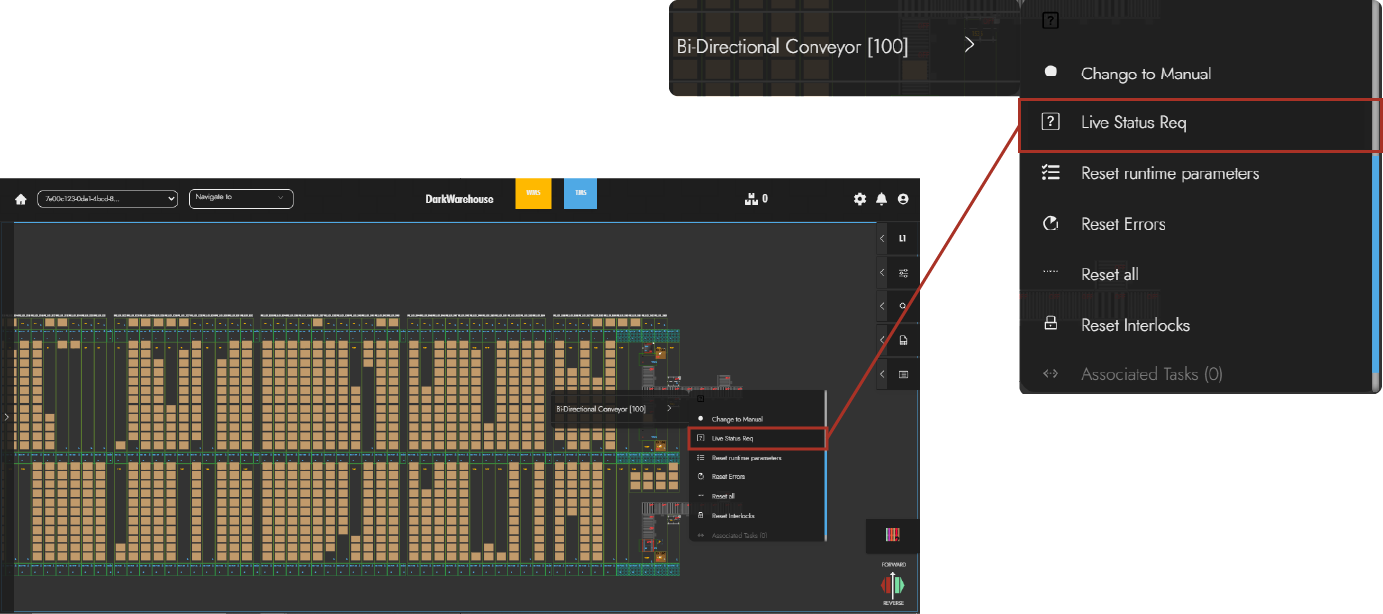 Bi-Directional Conveyor [100]
Chango to Manual
Live Status Req
Reset runtime parameters
Reset Errors
Reset all
Reset Interlocks
Associated Tasks (0)
7e00c123-0de1-4bcd-8...
Navigate to
DarkWarehouse
WMS
TMS
0
L1
Bi-Directional Conveyor [100]
Change to Manual
Live Status Req
Reset runtime parameters
Reset Errors
Reset all
Reset Interlocks
Associated Tasks (0)
FORWARD
REVERSE